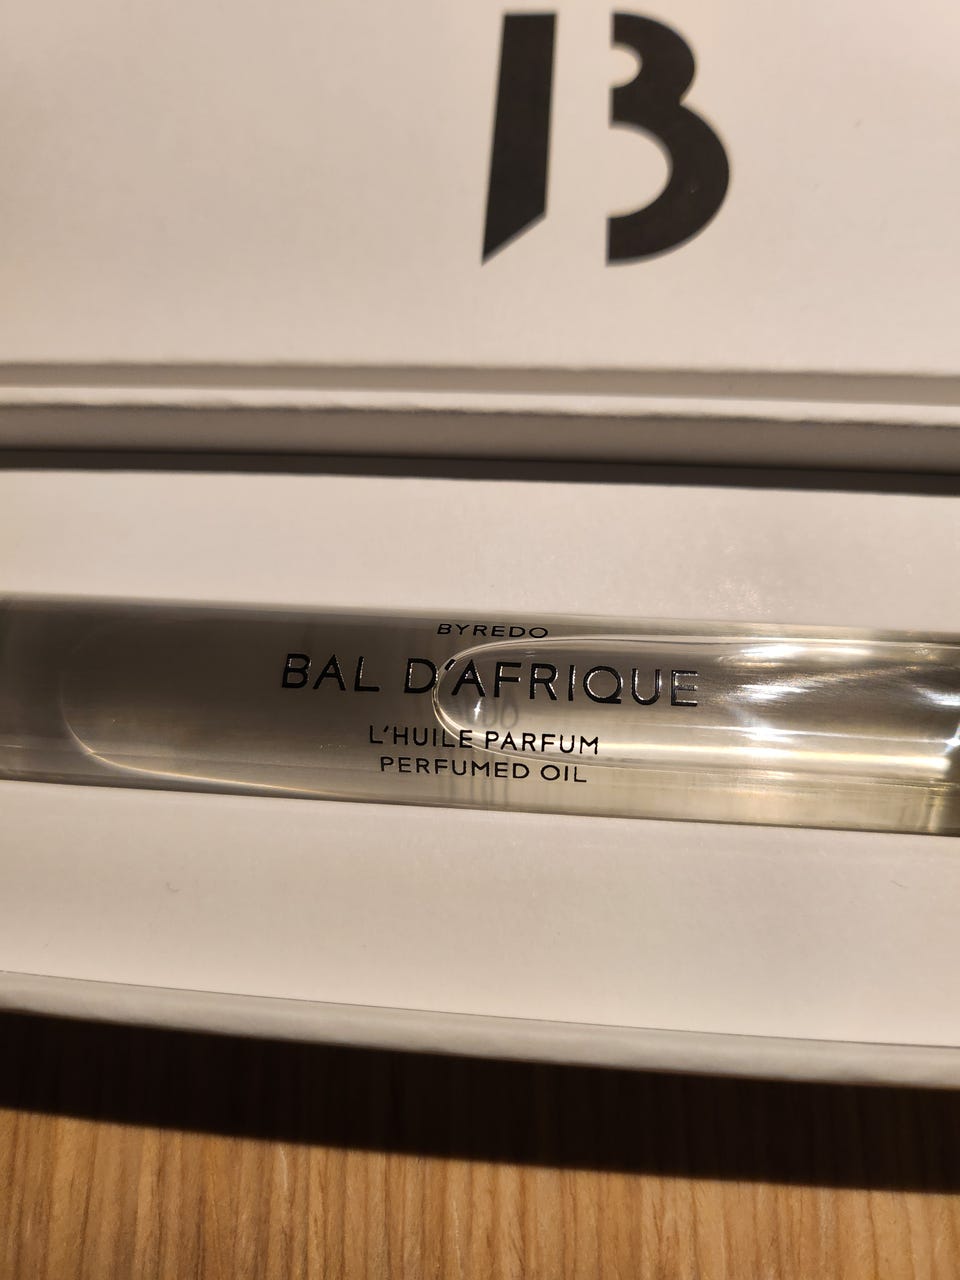 B
BYREDO
BAL D'AFRIQUE
L'HUILE PARFUM
PERFUMED OIL